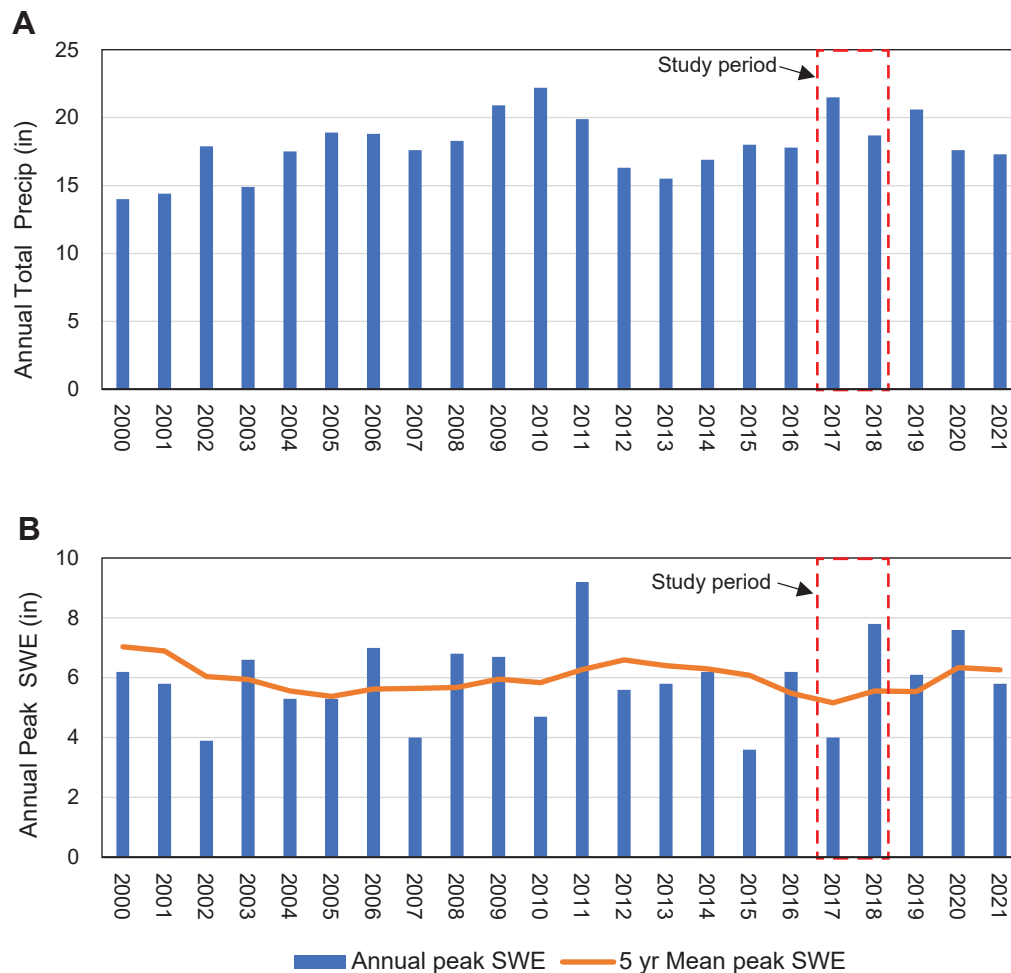 A
Annual Total Precip (in)
25
20
15
10
5
0
Study period
2000 2001 2002 2003 2004 2005 2006 2007 2008 2009 2010 2011 2012 2013 2014 2015 2016 2017 2018 2019 2020 2021
B
Annual Peak SWE (in)
10
8
6
4
2
0
Study period
2000 2001 2002 2003 2004 2005 2006 2007 2008 2009 2010 2011 2012 2013 2014 2015 2016 2017 2018 2019 2020 2021
Annual peak SWE 5 yr Mean peak SWE